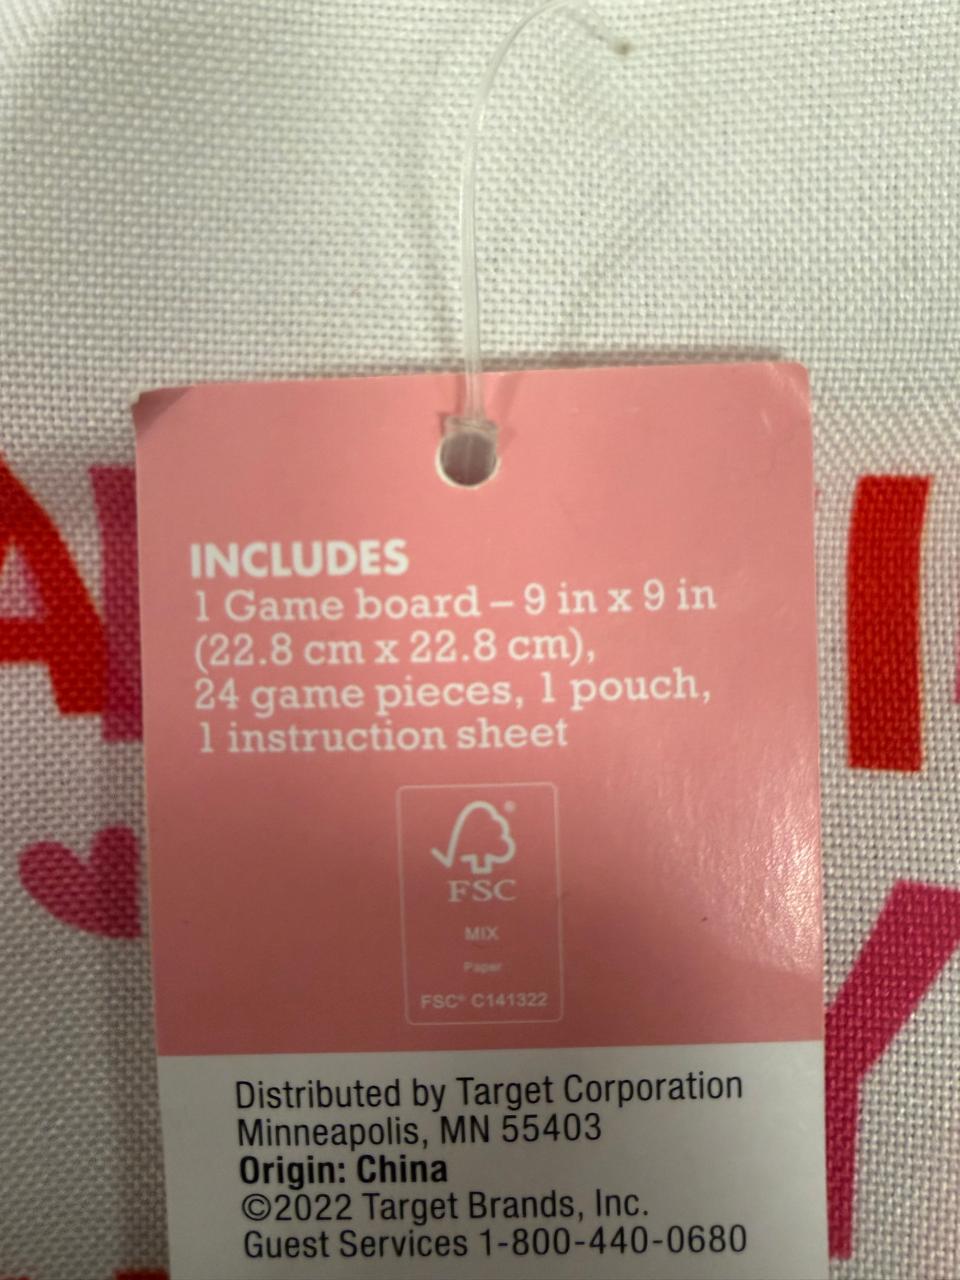 INCLUDES
1 Game board – 9 in x 9 in
(22.8 cm x 22.8 cm),
24 game pieces, 1 pouch,
1 instruction sheet
FSC®
MIX
Paper
FSC® C141322
Distributed by Target Corporation
Minneapolis, MN 55403
Origin: China
©2022 Target Brands, Inc.
Guest Services 1-800-440-0680